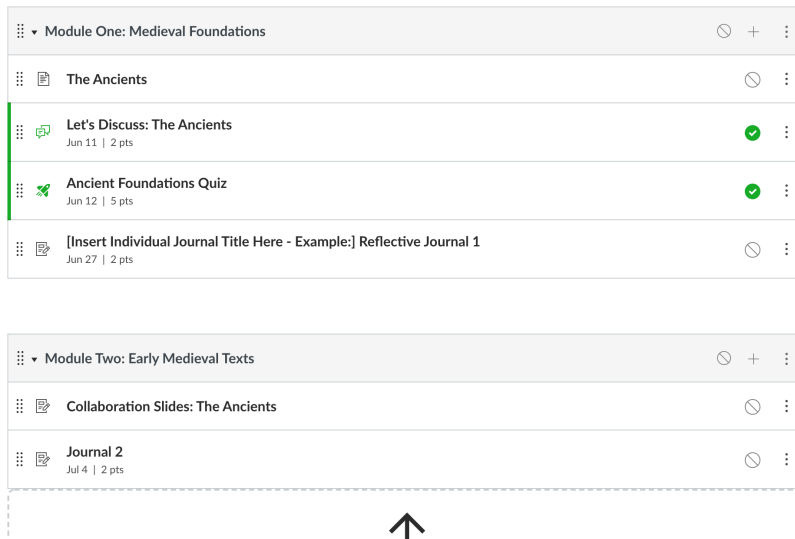 Module One: Medieval Foundations
The Ancients
Let's Discuss: The Ancients
Jun 11 | 2 pts
Ancient Foundations Quiz
Jun 12 | 5 pts
[Insert Individual Journal Title Here - Example:] Reflective Journal 1
Jun 27 | 2 pts
Module Two: Early Medieval Texts
Collaboration Slides: The Ancients
Journal 2
Jul 4 | 2 pts